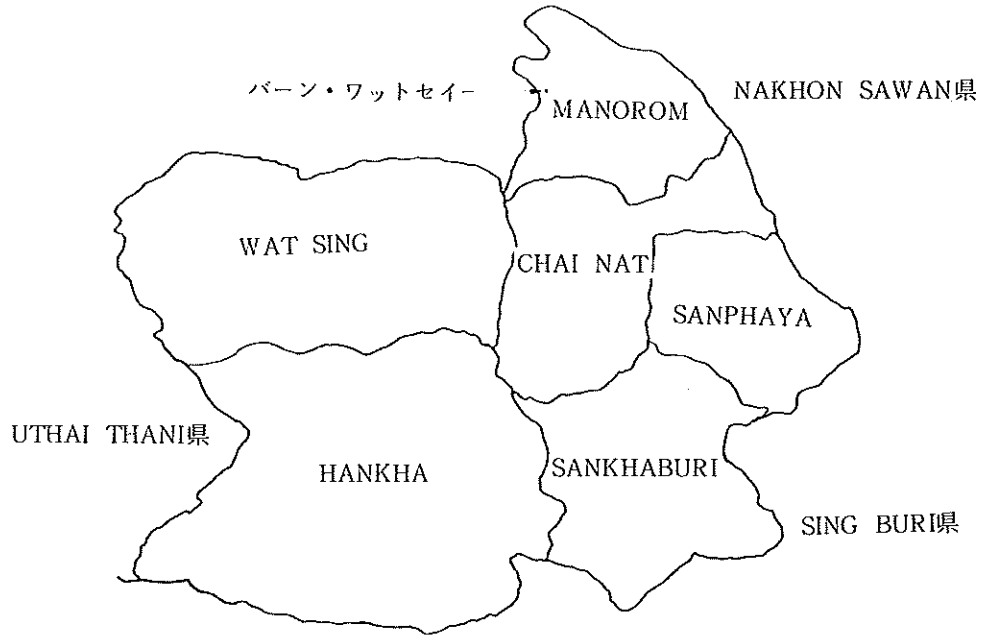 バーン・ワットセイー
MANOROM
NAKHON SAWAN県
WAT SING
CHAI NAT
SANPHAYA
UTHAI THANI県
HANKHA
SANKHABURI
SING BURI県